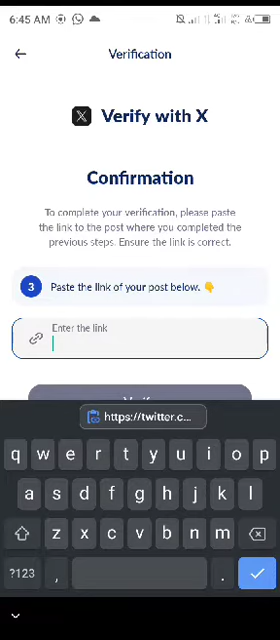 6:45 AM
Verification
X Verify with X
Confirmation
To complete your verification, please paste
the link to the post where you completed the
previous steps. Ensure the link is correct.
3 Paste the link of your post below. 👇
Enter the link
Verify
https://twitter.c...
q w e r t y u i o p
a s d f g h j k l
z x c v b n m
?123 , .